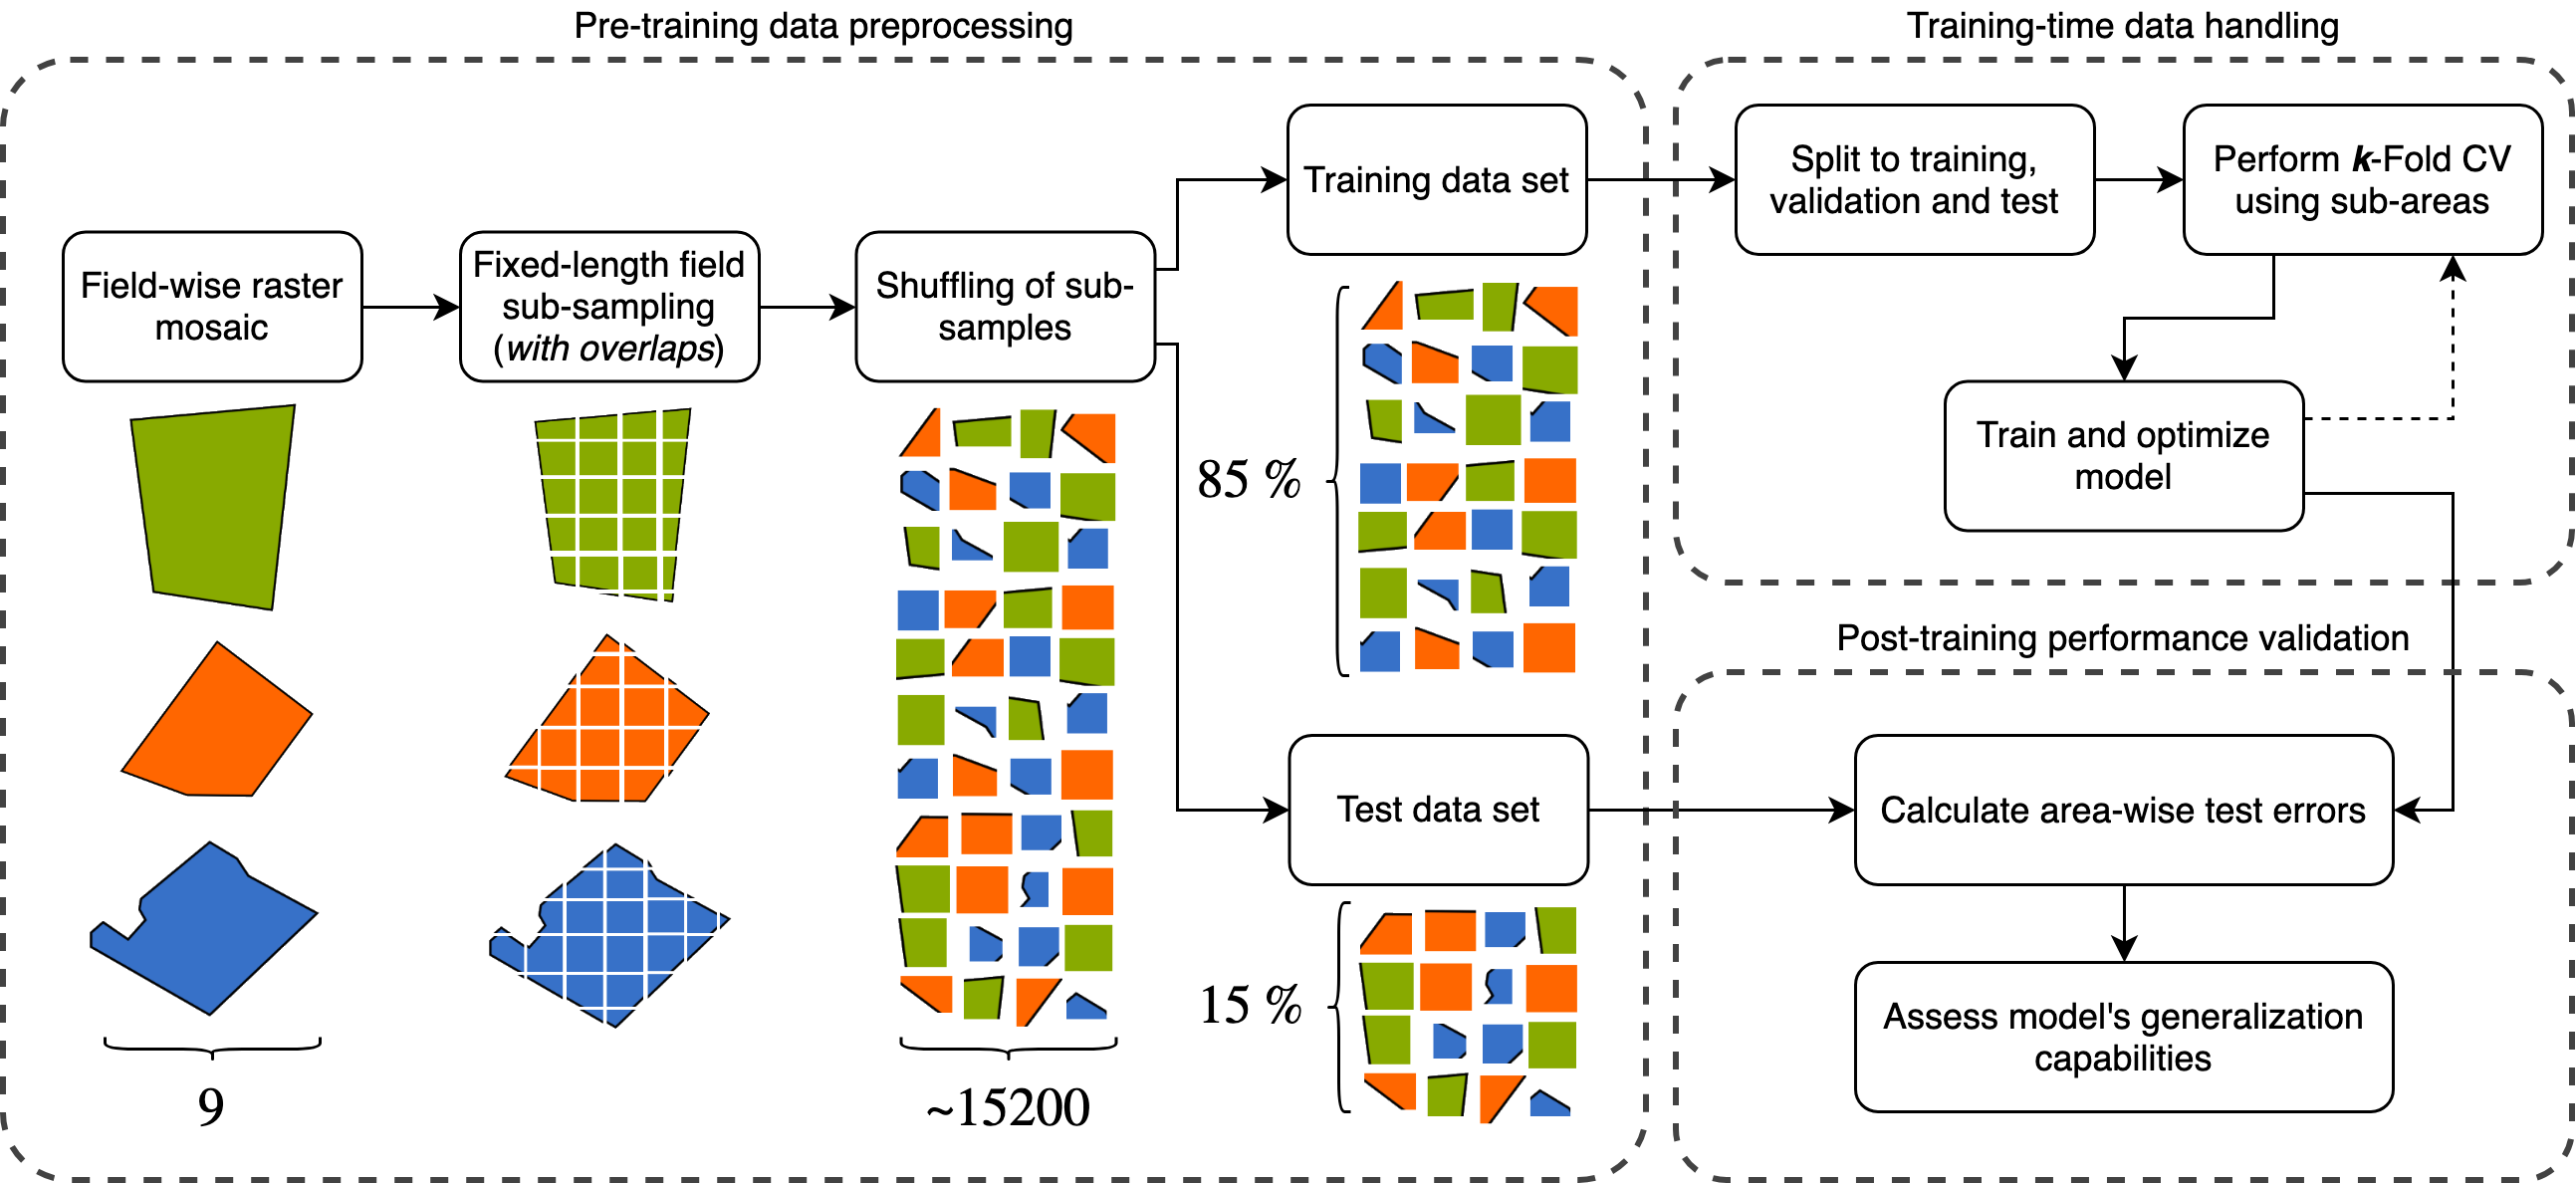 Pre-training data preprocessing
Training-time data handling
Field-wise raster
mosaic
Fixed-length field
sub-sampling
(with overlaps)
Shuffling of sub-
samples
Training data set
Split to training,
validation and test
Perform k-Fold CV
using sub-areas
Train and optimize
model
85 %
Post-training performance validation
Test data set
Calculate area-wise test errors
15 %
Assess model's generalization
capabilities
9
~15200